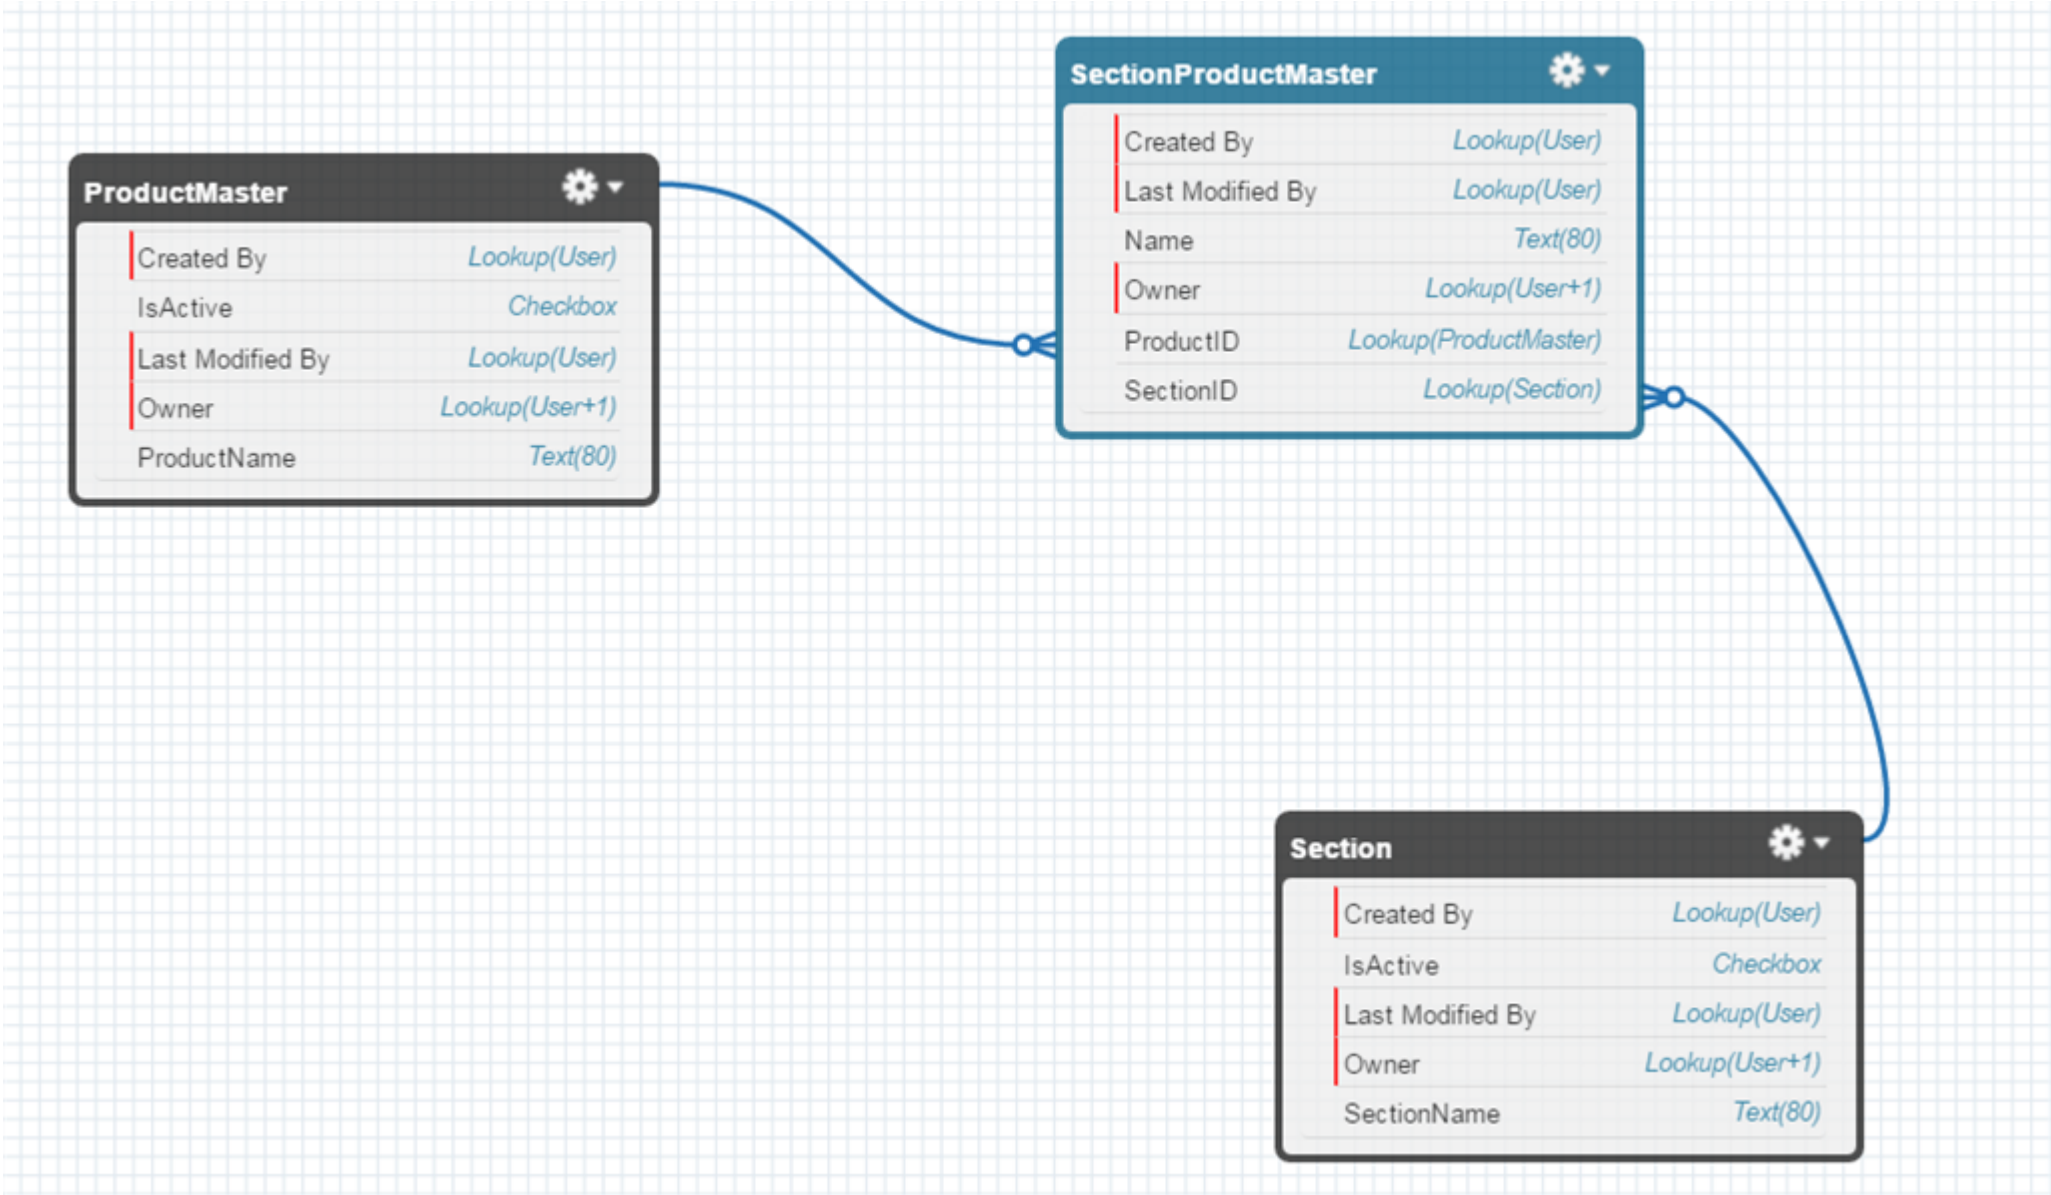 SectionProductMaster
Created By Lookup(User)
Last Modified By Lookup(User)
Name Text(80)
Owner Lookup(User+1)
ProductID Lookup(ProductMaster)
SectionID Lookup(Section)
ProductMaster
Created By Lookup(User)
IsActive Checkbox
Last Modified By Lookup(User)
Owner Lookup(User+1)
ProductName Text(80)
Section
Created By Lookup(User)
IsActive Checkbox
Last Modified By Lookup(User)
Owner Lookup(User+1)
SectionName Text(80)